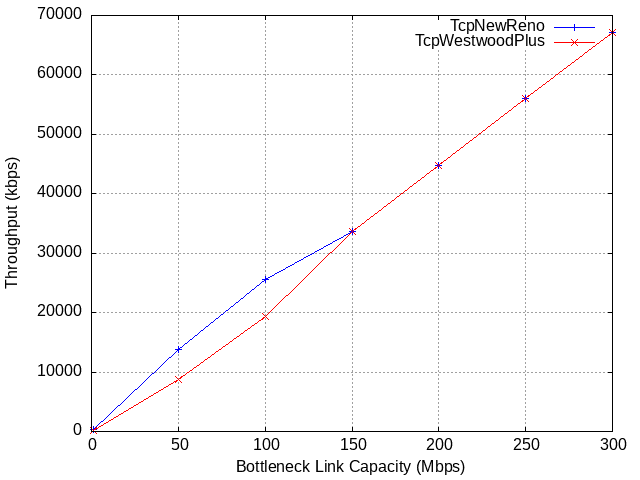 70000
60000
50000
40000
30000
20000
10000
0
TcpNewReno
TcpWestwoodPlus
Throughput (kbps)
0 50 100 150 200 250 300
Bottleneck Link Capacity (Mbps)